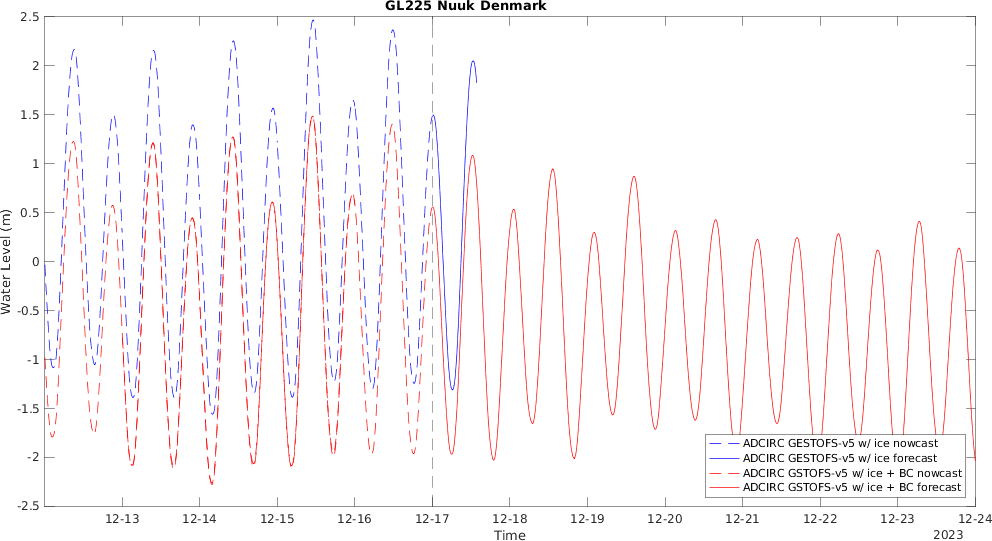 GL225 Nuuk Denmark
2.5
2
1.5
1
0.5
0
-0.5
-1
-1.5
-2
-2.5
Water Level (m)
12-13 12-14 12-15 12-16 12-17 12-18 12-19 12-20 12-21 12-22 12-23 12-24
Time
2023
ADCIRC GESTOFS-v5 w/ ice nowcast
ADCIRC GESTOFS-v5 w/ ice forecast
ADCIRC GSTOFS-v5 w/ ice + BC nowcast
ADCIRC GSTOFS-v5 w/ ice + BC forecast